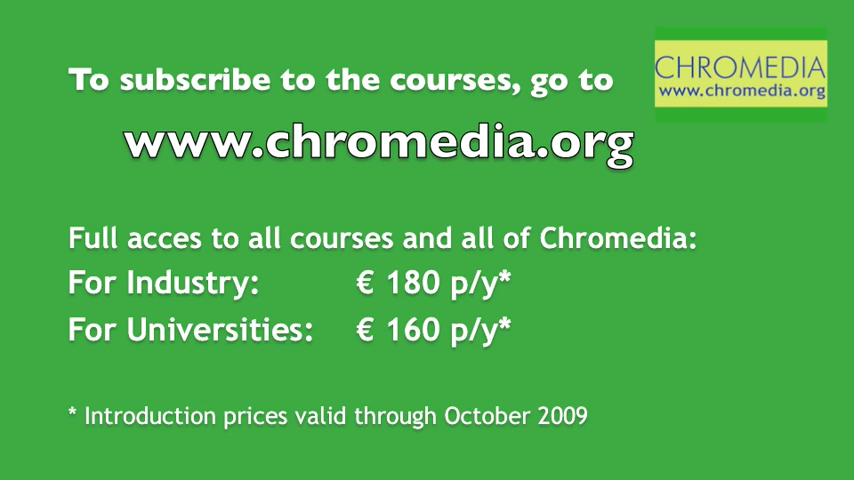 To subscribe to the courses, go to
www.chromedia.org
CHROMEDIA
www.chromedia.org
Full acces to all courses and all of Chromedia:
For Industry: € 180 p/y*
For Universities: € 160 p/y*
* Introduction prices valid through October 2009